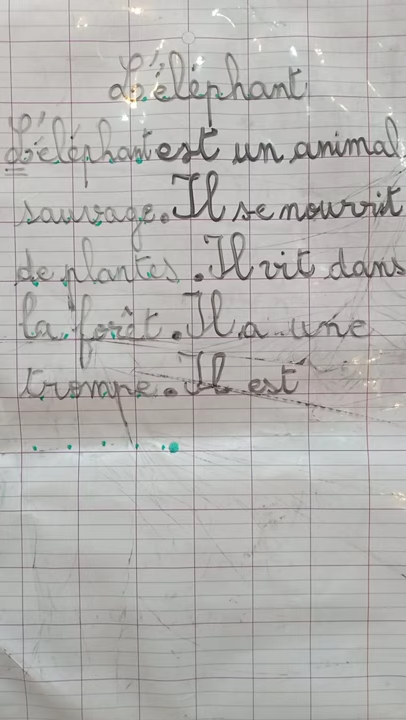 L'éléphant
L'éléphant est un animal
sauvage. Il se nourrit
de plantes. Il vit dans
la forêt. Il a une
trompe. Il est
......